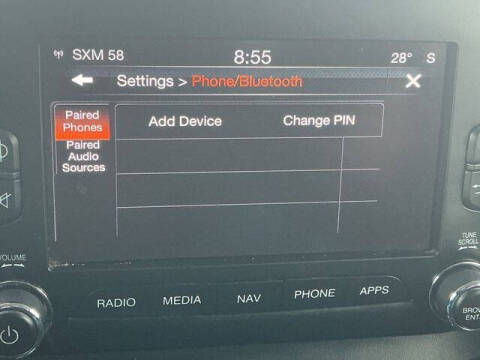 SXM 58 8:55 28° S
Settings > Phone/Bluetooth
Paired
Phones
Add Device Change PIN
Paired
Audio
Sources
VOLUME
TUNE
SCROLL
RADIO MEDIA NAV PHONE APPS